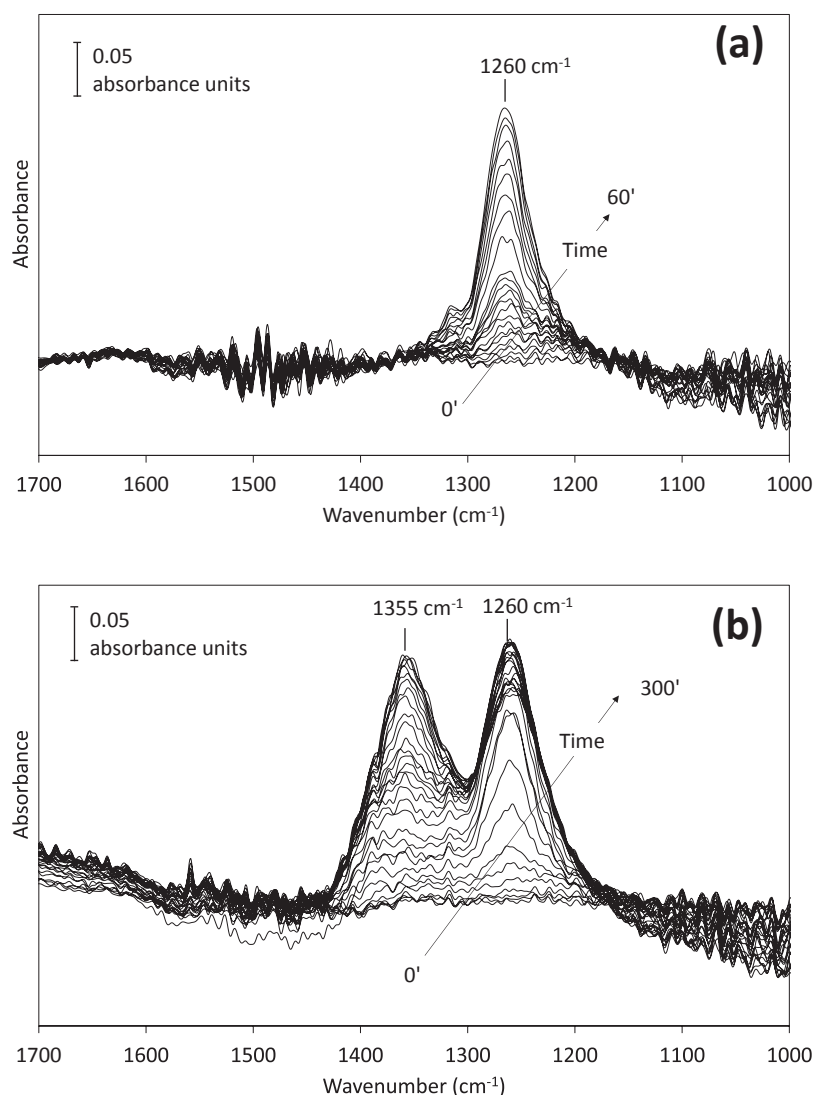 (a)
0.05
absorbance units
1260 cm⁻¹
60'
Time
0'
Absorbance
1700 1600 1500 1400 1300 1200 1100 1000
Wavenumber (cm⁻¹)
(b)
0.05
absorbance units
1355 cm⁻¹ 1260 cm⁻¹
300'
Time
0'
Absorbance
1700 1600 1500 1400 1300 1200 1100 1000
Wavenumber (cm⁻¹)